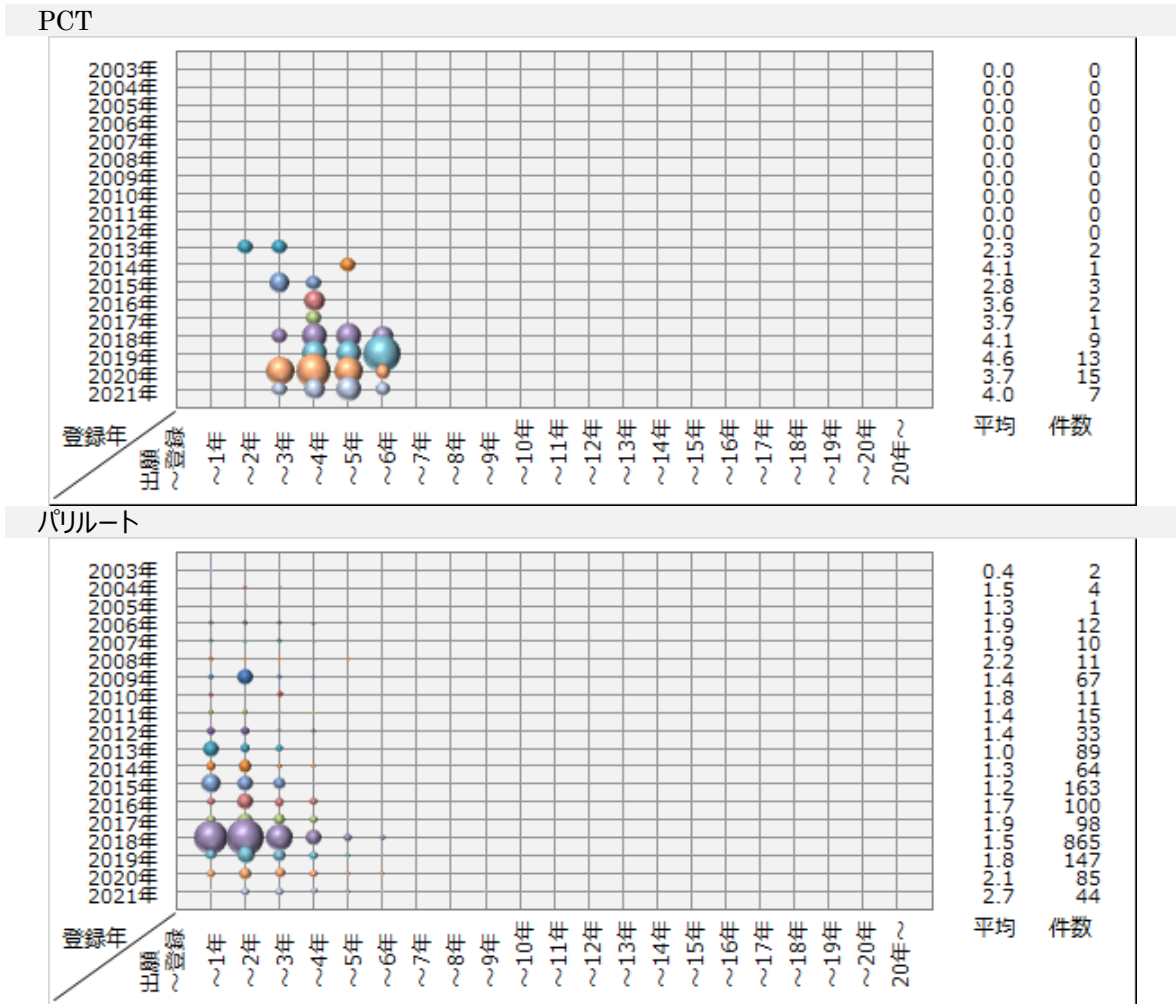 PCT
2003年 0.0 0
2004年 0.0 0
2005年 0.0 0
2006年 0.0 0
2007年 0.0 0
2008年 0.0 0
2009年 0.0 0
2010年 0.0 0
2011年 0.0 0
2012年 0.0 0
2013年 2.3 2
2014年 4.1 1
2015年 2.8 3
2016年 3.6 2
2017年 3.7 1
2018年 4.1 9
2019年 4.6 13
2020年 3.7 15
2021年 4.0 7
登録年 出願~登録 ~1年 ~2年 ~3年 ~4年 ~5年 ~6年 ~7年 ~8年 ~9年 ~10年 ~11年 ~12年 ~13年 ~14年 ~15年 ~16年 ~17年 ~18年 ~19年 ~20年 20年~ 平均 件数
パリルート
2003年 0.4 2
2004年 1.5 4
2005年 1.3 1
2006年 1.9 12
2007年 1.9 10
2008年 2.2 11
2009年 1.4 67
2010年 1.8 11
2011年 1.4 15
2012年 1.4 33
2013年 1.0 89
2014年 1.3 64
2015年 1.2 163
2016年 1.7 100
2017年 1.9 98
2018年 1.5 865
2019年 1.8 147
2020年 2.1 85
2021年 2.7 44
登録年 出願~登録 ~1年 ~2年 ~3年 ~4年 ~5年 ~6年 ~7年 ~8年 ~9年 ~10年 ~11年 ~12年 ~13年 ~14年 ~15年 ~16年 ~17年 ~18年 ~19年 ~20年 20年~ 平均 件数